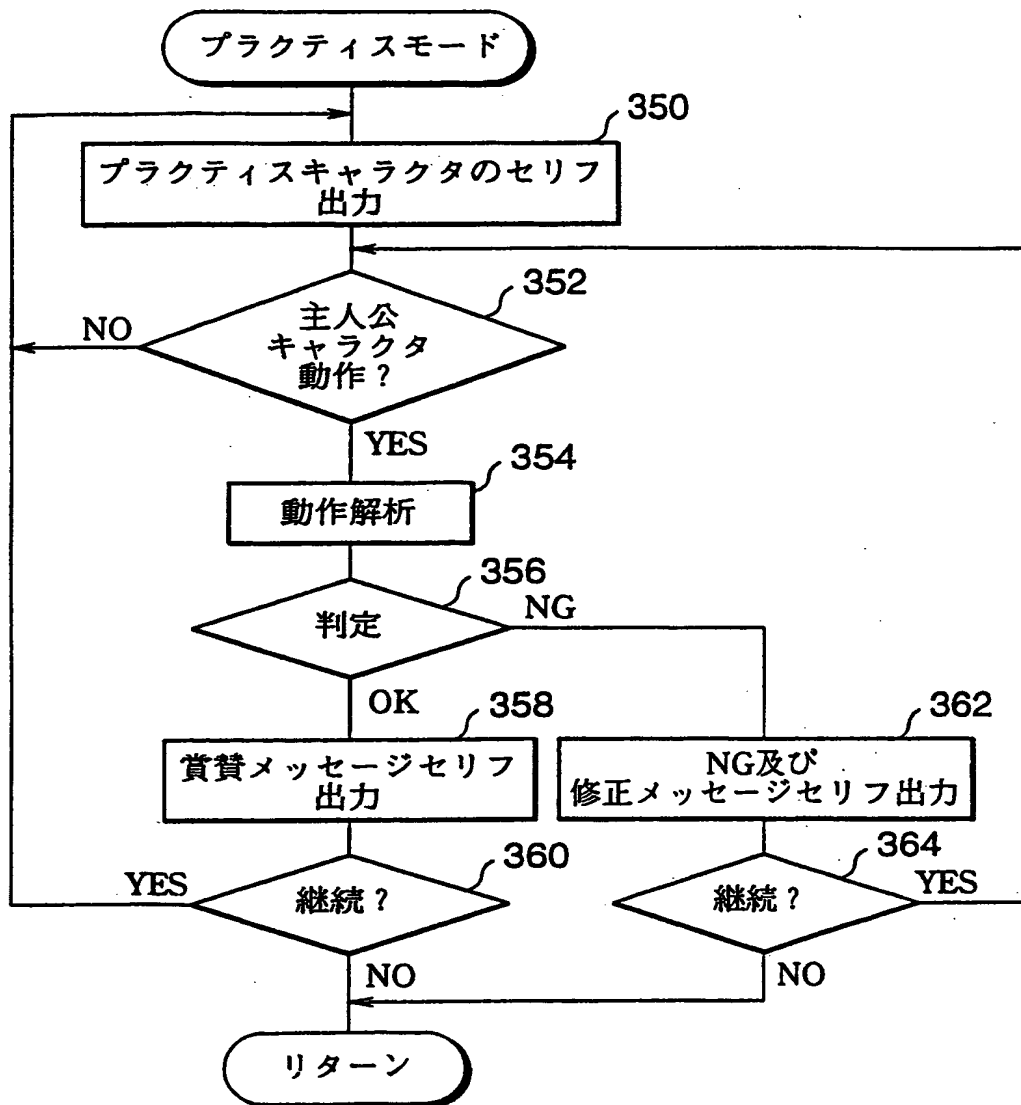 プラクティスモード
350
プラクティスキャラクタのセリフ
出力
352
主人公
キャラクタ
動作?
NO
YES
354
動作解析
356
判定
NG
OK
358
賞賛メッセージセリフ
出力
362
NG及び
修正メッセージセリフ出力
360
継続?
YES
NO
364
継続?
YES
NO
リターン